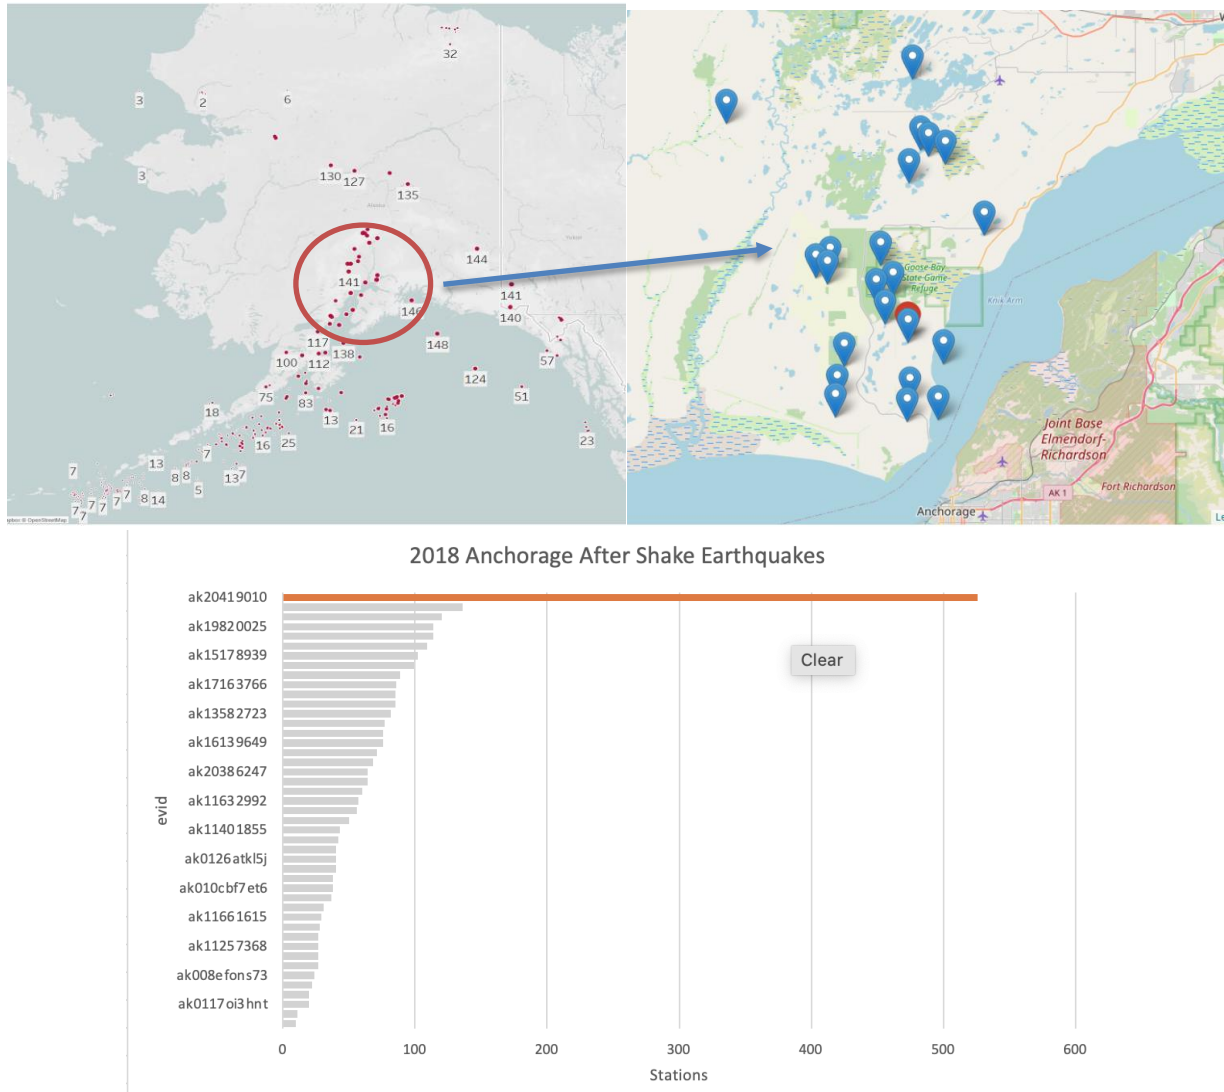 32
3
2
6
130
127
135
3
144
141
141
146
140
117
138
148
100
112
57
124
75
83
51
18
13
21
16
23
25
16
7
13
13
7
7
8
8
5
7
7
8
14
7
7
7
7
© OpenStreetMap
Goose Bay
State Game
Refuge
Knik Arm
Joint Base
Elmendorf-
Richardson
AK 1
Fort Richardson
Anchorage
Le
2018 Anchorage After Shake Earthquakes
ak20419010
ak19820025
ak15178939
Clear
ak17163766
ak13582723
ak16139649
ak20386247
ak11632992
evid
ak11401855
ak0126atkl5j
ak010cbf7et6
ak11661615
ak11257368
ak008efons73
ak0117oi3hnt
0 100 200 300 400 500 600
Stations